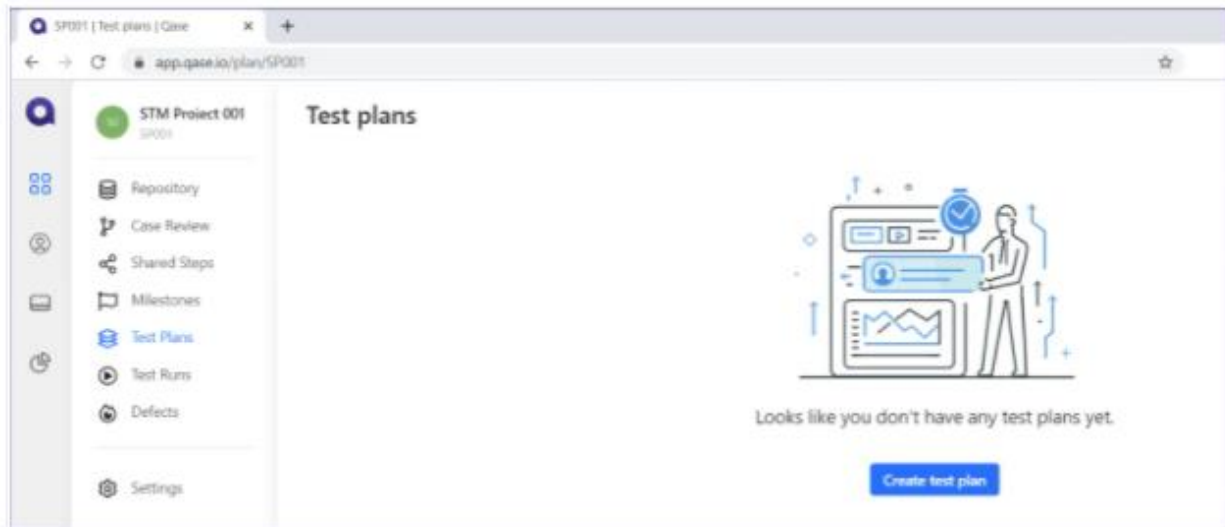 SP001 | Test plans | Qase
app.qase.io/plan/SP001
STM Project 001
SP001
Test plans
Repository
Case Review
Shared Steps
Milestones
Test Plans
Test Runs
Defects
Settings
Looks like you don't have any test plans yet.
Create test plan